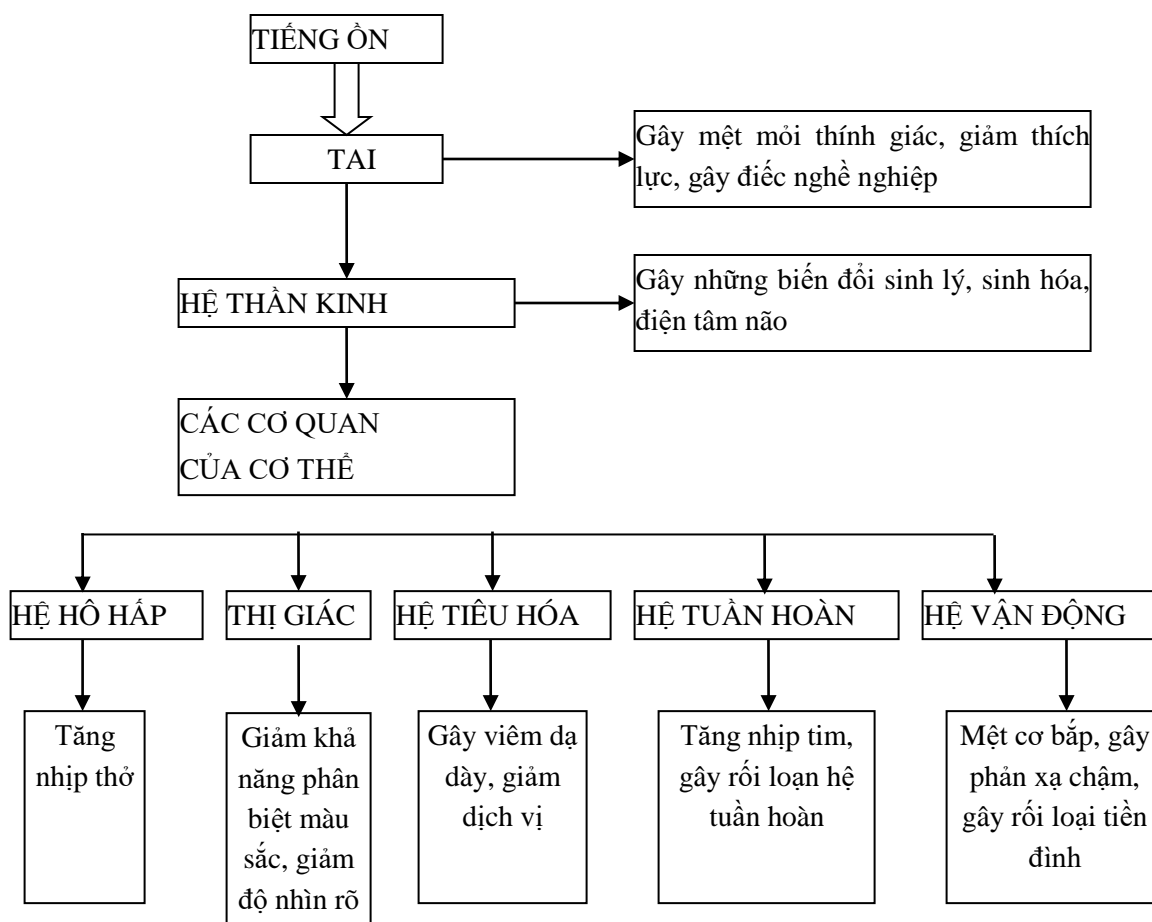 TIẾNG ỒN
TAI
Gây mệt mỏi thính giác, giảm thích
lực, gây điếc nghề nghiệp
HỆ THẦN KINH
Gây những biến đổi sinh lý, sinh hóa,
điện tâm não
CÁC CƠ QUAN
CỦA CƠ THỂ
HỆ HÔ HẤP
THỊ GIÁC
HỆ TIÊU HÓA
HỆ TUẦN HOÀN
HỆ VẬN ĐỘNG
Tăng
nhịp thở
Giảm khả
năng phân
biệt màu
sắc, giảm
độ nhìn rõ
Gây viêm dạ
dày, giảm
dịch vị
Tăng nhịp tim,
gây rối loạn hệ
tuần hoàn
Mệt cơ bắp, gây
phản xạ chậm,
gây rối loại tiền
đình